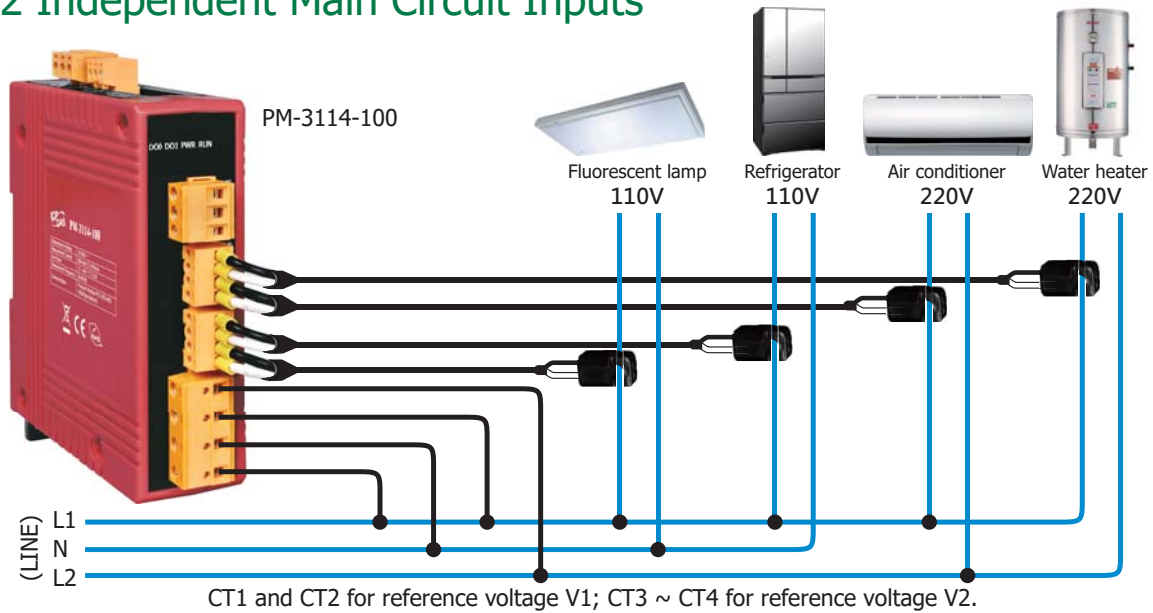 2 Independent Main Circuit Inputs
PM-3114-100
DO0 DO1 PWR RUN
PM-3114-100
Fluorescent lamp
110V
Refrigerator
110V
Air conditioner
220V
Water heater
220V
(LINE)
L1
N
L2
CT1 and CT2 for reference voltage V1; CT3 ~ CT4 for reference voltage V2.